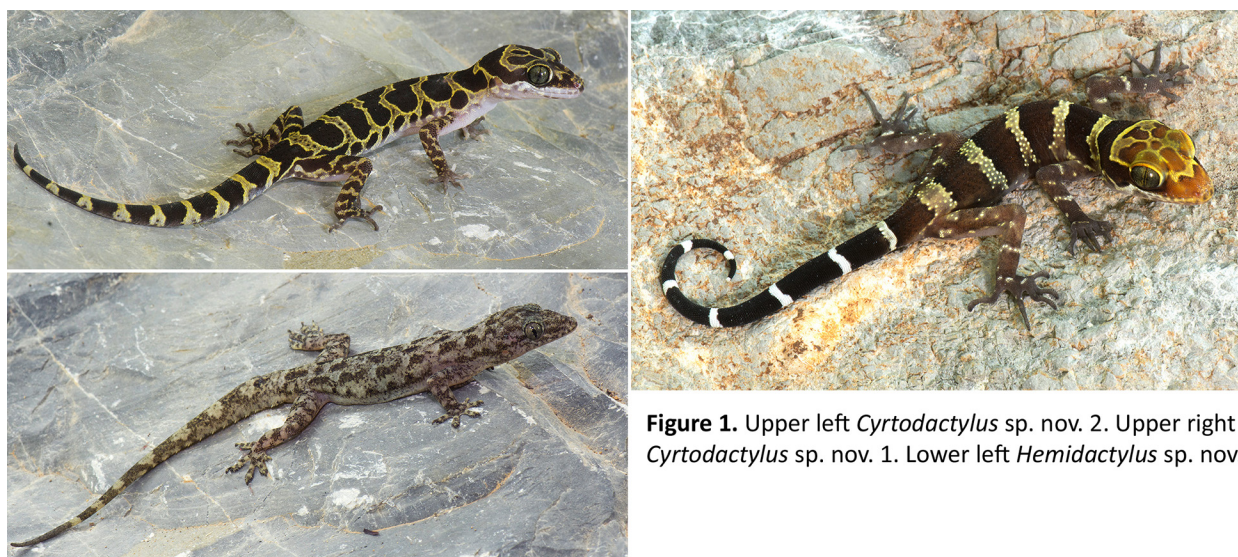 Figure 1. Upper left Cyrtodactylus sp. nov. 2. Upper right
Cyrtodactylus sp. nov. 1. Lower left Hemidactylus sp. nov